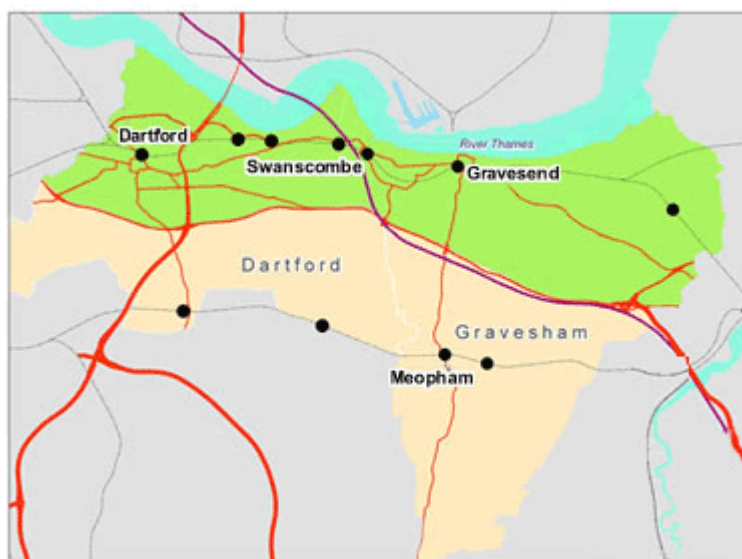 Dartford
River Thames
Swanscombe
Gravesend
Dartford
Gravesham
Meopham